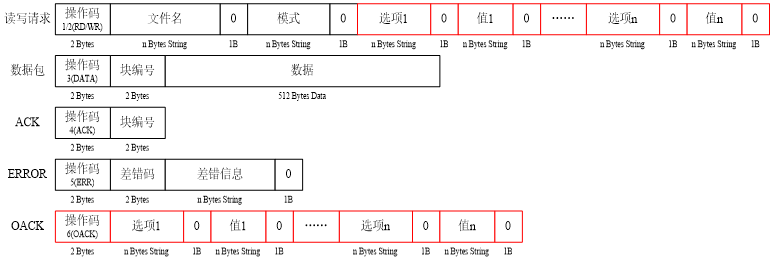 读写请求 操作码 文件名 0 模式 0 选项1 0 值1 0 …… 选项n 0 值n 0
1/2(RD/WR)
2 Bytes n Bytes String 1B n Bytes String 1B n Bytes String 1B n Bytes String 1B n Bytes String 1B n Bytes String 1B
数据包 操作码 块编号 数据
3(DATA)
2 Bytes 2 Bytes 512 Bytes Data
ACK 操作码 块编号
4(ACK)
2 Bytes 2 Bytes
ERROR 操作码 差错码 差错信息 0
5(ERR)
2 Bytes 2 Bytes n Bytes String 1B
OACK 操作码 选项1 0 值1 0 …… 选项n 0 值n 0
6(OACK)
2 Bytes n Bytes String 1B n Bytes String 1B n Bytes String 1B n Bytes String 1B